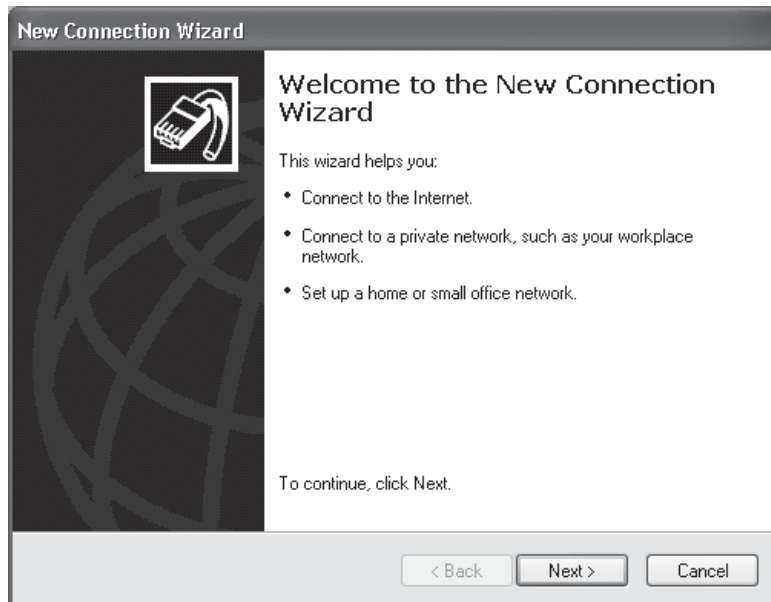 New Connection Wizard
Welcome to the New Connection
Wizard
This wizard helps you:
• Connect to the Internet.
• Connect to a private network, such as your workplace
network.
• Set up a home or small office network.
To continue, click Next.
< Back
Next >
Cancel